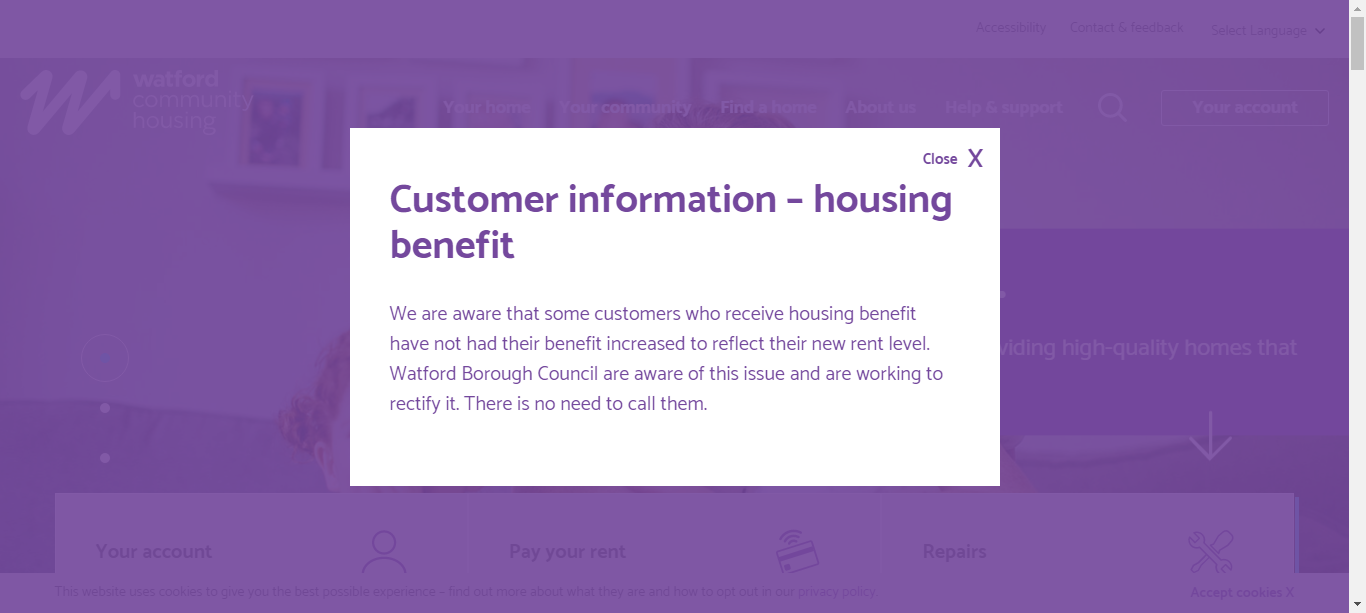 Accessibility Contact & feedback Select Language
watford
community
housing
Your home Your community Find a home About us Help & support Your account
Close X
Customer information – housing
benefit
We are aware that some customers who receive housing benefit
have not had their benefit increased to reflect their new rent level.
Watford Borough Council are aware of this issue and are working to
rectify it. There is no need to call them.
high-quality homes that
Your account Pay your rent Repairs
This website uses cookies to give you the best possible experience – find out more about what they are and how to opt out in our privacy policy.
Accept cookies X